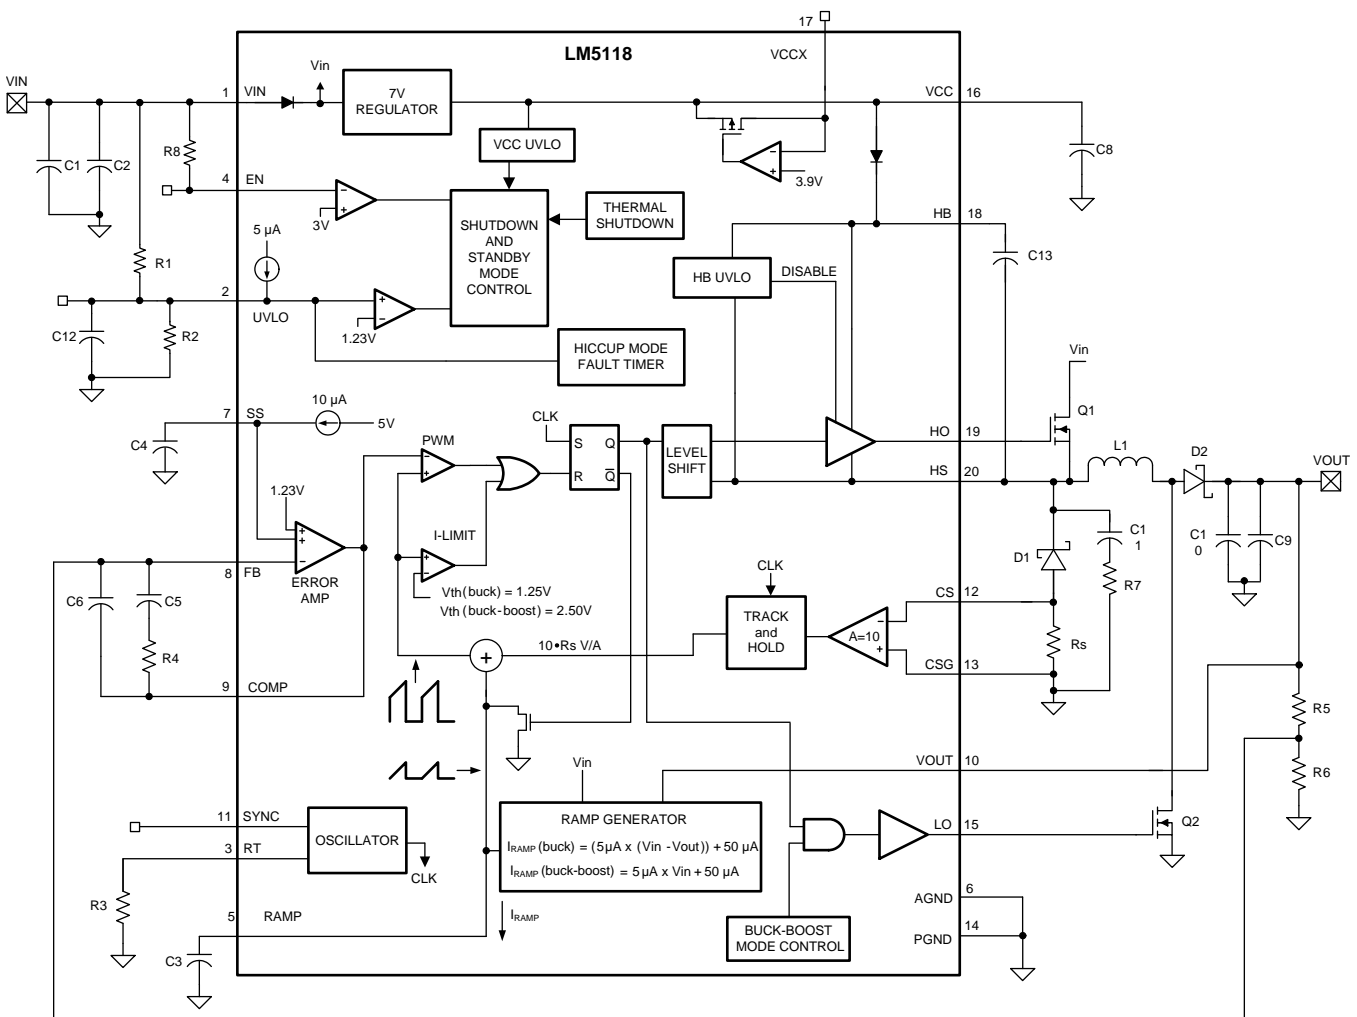 LM5118
17
VCCX
VIN
1
VIN
Vin
7V
REGULATOR
VCC
16
C8
VCC UVLO
3.9V
R8
C1
C2
4
EN
3V
SHUTDOWN
AND
STANDBY
MODE
CONTROL
THERMAL
SHUTDOWN
HB
18
C13
5 µA
R1
2
UVLO
1.23V
HB UVLO
DISABLE
C12
R2
HICCUP MODE
FAULT TIMER
Vin
Q1
7
SS
10 µA
5V
C4
PWM
CLK
S
Q
R
Q̅
LEVEL
SHIFT
HO
19
HS
20
L1
D2
VOUT
1.23V
I-LIMIT
ERROR
AMP
Vth(buck) = 1.25V
Vth(buck-boost) = 2.50V
8
FB
C6
C5
R4
9
COMP
CLK
TRACK
and
HOLD
A=10
CS
12
CSG
13
D1
C1
1
R7
Rs
C1
0
C9
10•Rs V/A
+
R5
R6
VOUT
10
Vin
RAMP GENERATOR
IRAMP(buck) = (5µA x (Vin -Vout)) + 50 µA
IRAMP(buck-boost) = 5µA x Vin + 50 µA
11
SYNC
3
RT
OSCILLATOR
CLK
R3
5
RAMP
C3
IRAMP
LO
15
Q2
BUCK-BOOST
MODE CONTROL
6
AGND
14
PGND